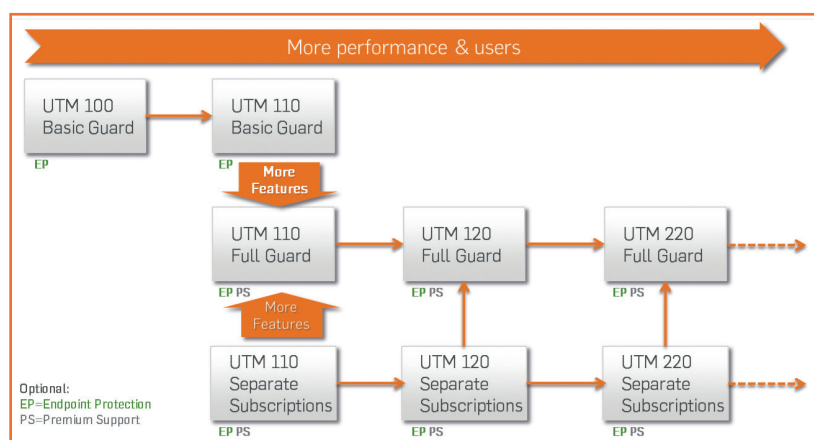 More performance & users
UTM 100
Basic Guard
UTM 110
Basic Guard
EP
EP
More
Features
UTM 110
Full Guard
UTM 120
Full Guard
UTM 220
Full Guard
EP PS
EP PS
EP PS
More
Features
UTM 110
Separate
Subscriptions
UTM 120
Separate
Subscriptions
UTM 220
Separate
Subscriptions
EP PS
EP PS
EP PS
Optional:
EP=Endpoint Protection
PS=Premium Support